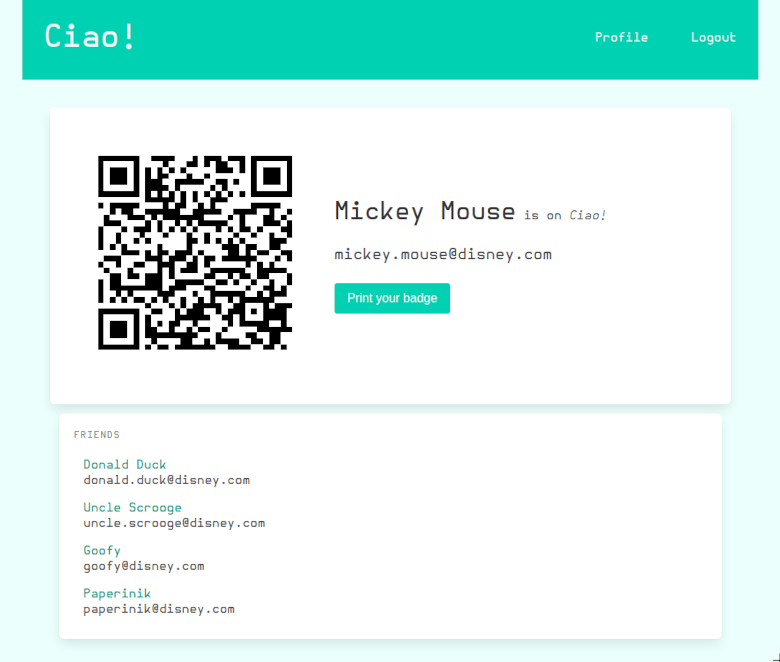 Ciao!
Profile Logout
Mickey Mouse is on Ciao!
mickey.mouse@disney.com
Print your badge
FRIENDS
Donald Duck
donald.duck@disney.com
Uncle Scrooge
uncle.scrooge@disney.com
Goofy
goofy@disney.com
Paperinik
paperinik@disney.com